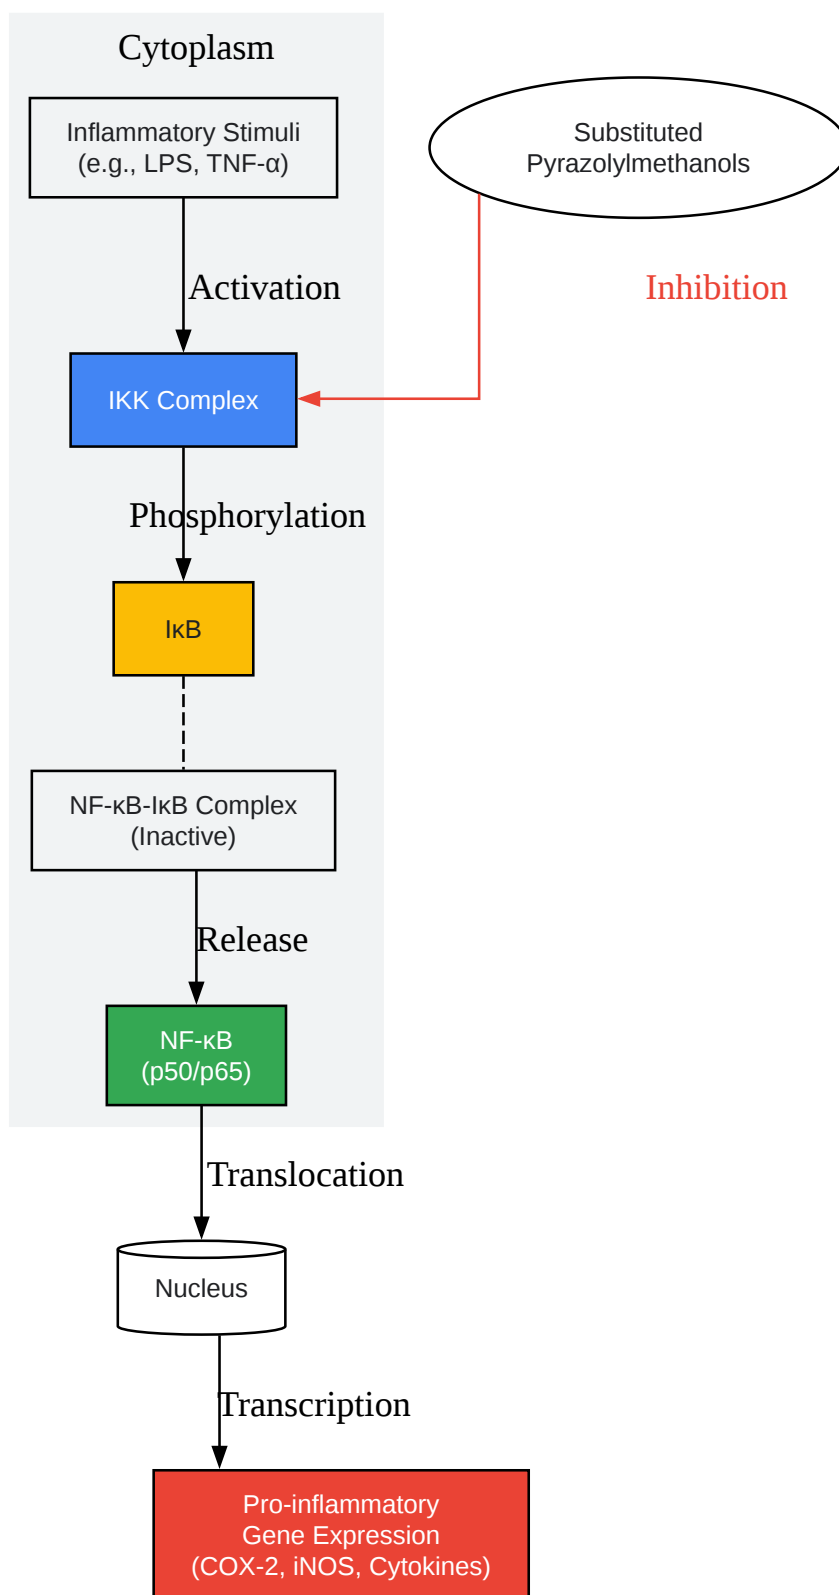 Cytoplasm
Inflammatory Stimuli
(e.g., LPS, TNF-α)
Substituted
Pyrazolylmethanols
Activation
Inhibition
IKK Complex
Phosphorylation
IκB
NF-κB-IκB Complex
(Inactive)
Release
NF-κB
(p50/p65)
Translocation
Nucleus
Transcription
Pro-inflammatory
Gene Expression
(COX-2, iNOS, Cytokines)